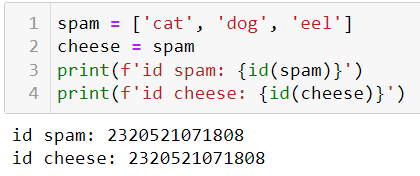 1 spam = ['cat', 'dog', 'eel']
2 cheese = spam
3 print(f'id spam: {id(spam)}')
4 print(f'id cheese: {id(cheese)}')
id spam: 2320521071808
id cheese: 2320521071808